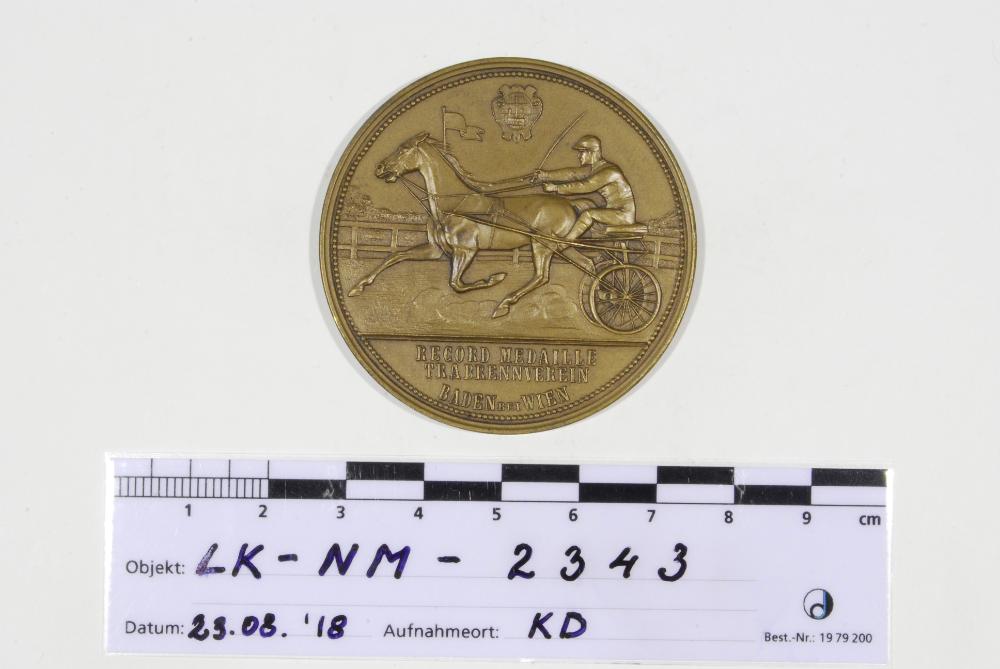 RECORD MEDAILLE
TRABRENNVEREIN
BADEN BEI WIEN
1 2 3 4 5 6 7 8 9 cm
Objekt: LK-NM-2343
Datum: 23.08.'18 Aufnahmeort: KD
Best.-Nr.: 19 79 200